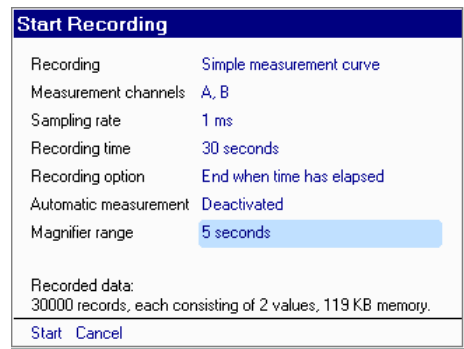 Start Recording
Recording Simple measurement curve
Measurement channels A, B
Sampling rate 1 ms
Recording time 30 seconds
Recording option End when time has elapsed
Automatic measurement Deactivated
Magnifier range 5 seconds
Recorded data:
30000 records, each consisting of 2 values, 119 KB memory.
Start Cancel